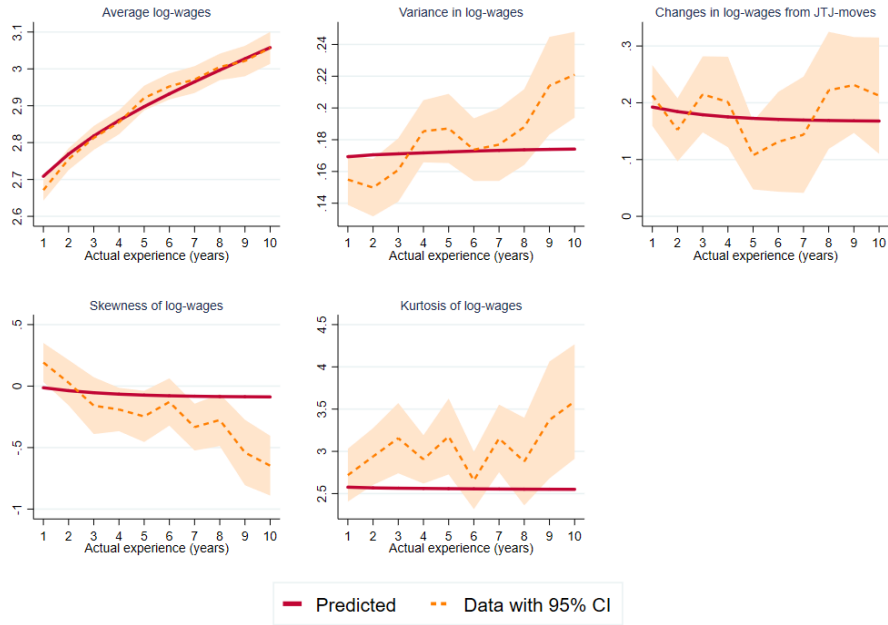 Average log-wages
3.1
3
2.9
2.8
2.7
2.6
1 2 3 4 5 6 7 8 9 10
Actual experience (years)
Variance in log-wages
.24
.22
.2
.18
.16
.14
1 2 3 4 5 6 7 8 9 10
Actual experience (years)
Changes in log-wages from JTJ-moves
.3
.2
.1
0
1 2 3 4 5 6 7 8 9 10
Actual experience (years)
Skewness of log-wages
.5
0
-.5
-1
1 2 3 4 5 6 7 8 9 10
Actual experience (years)
Kurtosis of log-wages
4.5
4
3.5
3
2.5
1 2 3 4 5 6 7 8 9 10
Actual experience (years)
Predicted Data with 95% CI